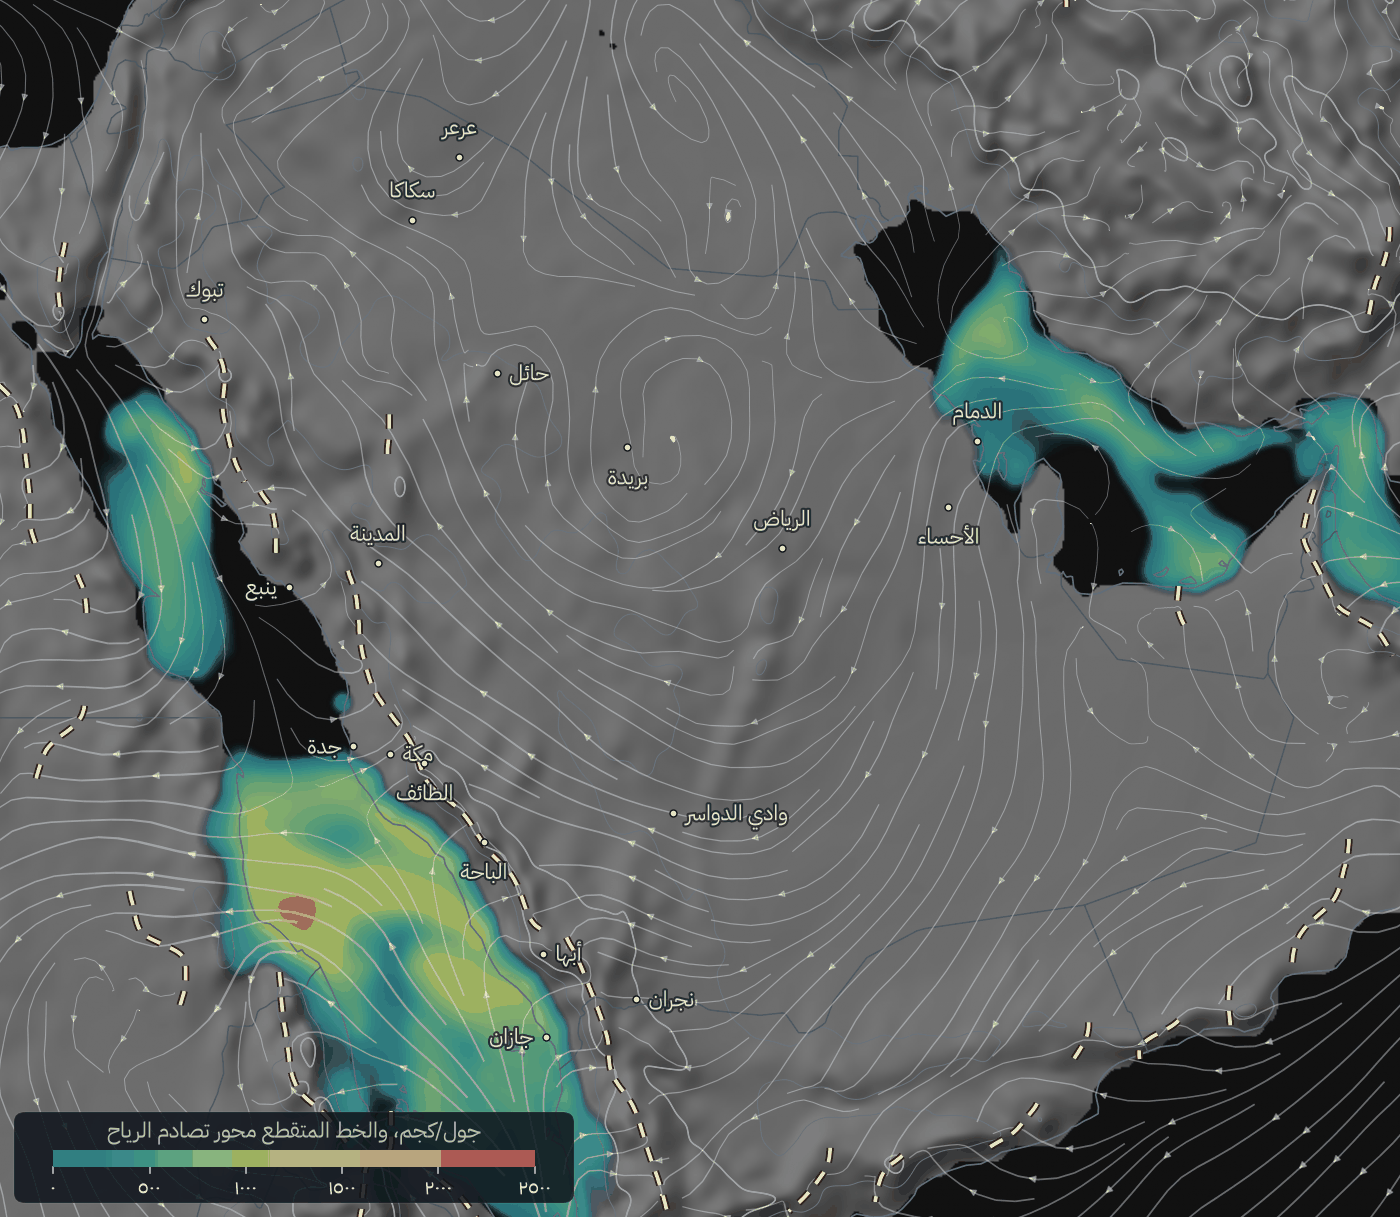 عرعر
سكاكا
تبوك
حائل
الدمام
بريدة
الرياض
المدينة
الأحساء
ينبع
جدة
مكة
الطائف
وادي الدواسر
الباحة
أبها
نجران
جازان
جول/كجم، والخط المتقطع محور تصادم الرياح
٠ ٥٠٠ ١٠٠٠ ١٥٠٠ ٢٠٠٠ ٢٥٠٠